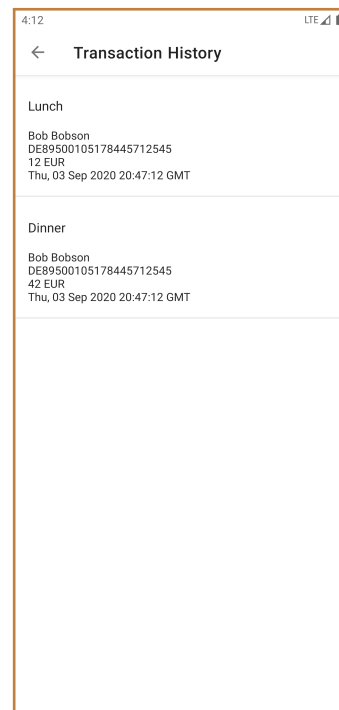 4:12 LTE
Transaction History
Lunch
Bob Bobson
DE89500105178445712545
12 EUR
Thu, 03 Sep 2020 20:47:12 GMT
Dinner
Bob Bobson
DE89500105178445712545
42 EUR
Thu, 03 Sep 2020 20:47:12 GMT